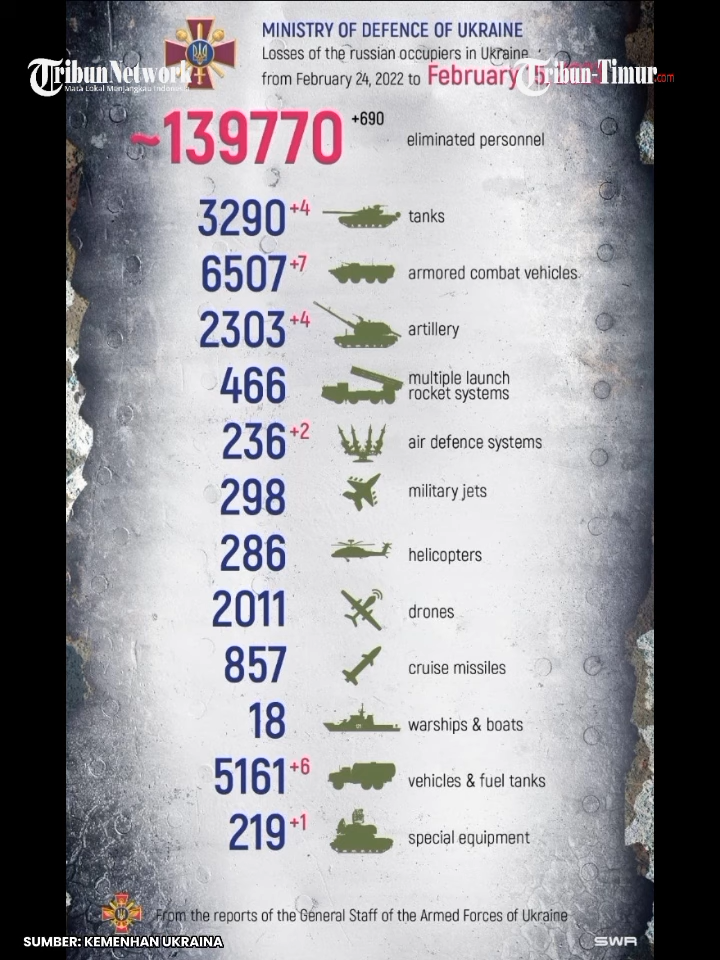 MINISTRY OF DEFENCE OF UKRAINE
Losses of the russian occupiers in Ukraine
from February 24, 2022 to February 15,
Tribun Network
Mata Lokal Menjangkau Indonesia
Tribun-Timur.com
~139770 +690 eliminated personnel
3290 +4 tanks
6507 +7 armored combat vehicles
2303 +4 artillery
466 multiple launch
rocket systems
236 +2 air defence systems
298 military jets
286 helicopters
2011 drones
857 cruise missiles
18 warships & boats
5161 +6 vehicles & fuel tanks
219 +1 special equipment
From the reports of the General Staff of the Armed Forces of Ukraine
SUMBER: KEMENHAN UKRAINA
SWR